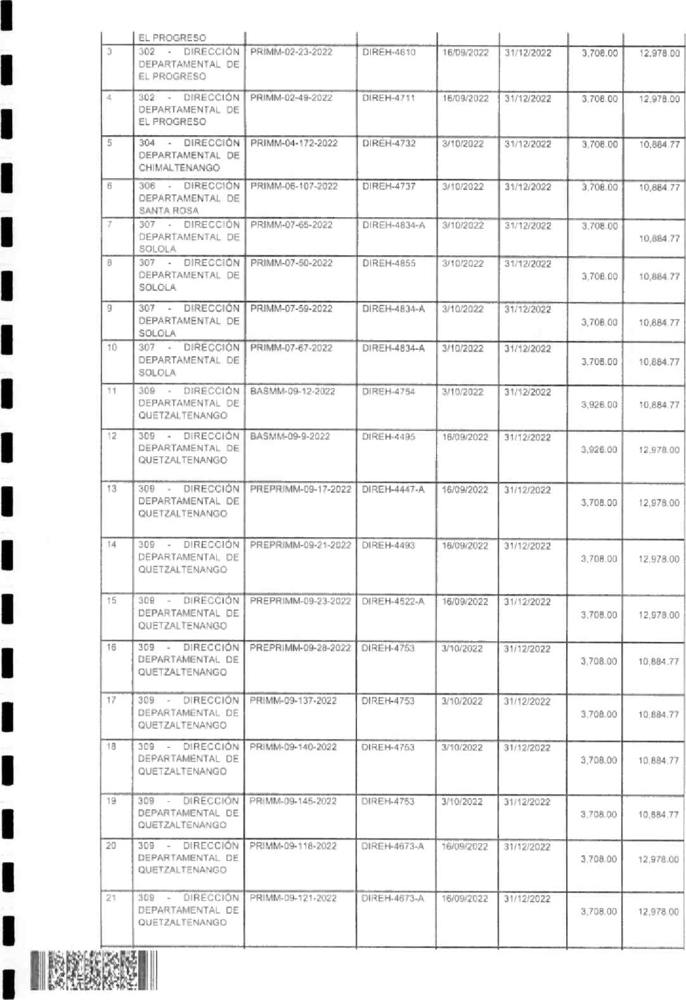 EL PROGRESO
3 302 - DIRECCIÓN PRIMM-02-23-2022 DIREH-4610 16/09/2022 31/12/2022 3,708.00 12,978.00
DEPARTAMENTAL DE
EL PROGRESO
4 302 - DIRECCIÓN PRIMM-02-49-2022 DIREH-4711 16/09/2022 31/12/2022 3,708.00 12,978.00
DEPARTAMENTAL DE
EL PROGRESO
5 304 - DIRECCIÓN PRIMM-04-172-2022 DIREH-4732 3/10/2022 31/12/2022 3,708.00 10,884.77
DEPARTAMENTAL DE
CHIMALTENANGO
6 306 - DIRECCIÓN PRIMM-06-107-2022 DIREH-4737 3/10/2022 31/12/2022 3,708.00 10,884.77
DEPARTAMENTAL DE
SANTA ROSA
7 307 - DIRECCIÓN PRIMM-07-65-2022 DIREH-4834-A 3/10/2022 31/12/2022 3,708.00
DEPARTAMENTAL DE 10,884.77
SOLOLA
8 307 - DIRECCIÓN PRIMM-07-50-2022 DIREH-4855 3/10/2022 31/12/2022
DEPARTAMENTAL DE 3,708.00 10,884.77
SOLOLA
9 307 - DIRECCIÓN PRIMM-07-59-2022 DIREH-4834-A 3/10/2022 31/12/2022
DEPARTAMENTAL DE 3,708.00 10,884.77
SOLOLA
10 307 - DIRECCIÓN PRIMM-07-67-2022 DIREH-4834-A 3/10/2022 31/12/2022
DEPARTAMENTAL DE 3,708.00 10,884.77
SOLOLA
11 309 - DIRECCIÓN BASMM-09-12-2022 DIREH-4754 3/10/2022 31/12/2022
DEPARTAMENTAL DE 3,926.00 10,884.77
QUETZALTENANGO
12 309 - DIRECCIÓN BASMM-09-9-2022 DIREH-4495 16/09/2022 31/12/2022
DEPARTAMENTAL DE 3,926.00 12,978.00
QUETZALTENANGO
13 309 - DIRECCIÓN PREPRIMM-09-17-2022 DIREH-4447-A 16/09/2022 31/12/2022
DEPARTAMENTAL DE 3,708.00 12,978.00
QUETZALTENANGO
14 309 - DIRECCIÓN PREPRIMM-09-21-2022 DIREH-4493 16/09/2022 31/12/2022
DEPARTAMENTAL DE 3,708.00 12,978.00
QUETZALTENANGO
15 309 - DIRECCIÓN PREPRIMM-09-23-2022 DIREH-4522-A 16/09/2022 31/12/2022
DEPARTAMENTAL DE 3,708.00 12,978.00
QUETZALTENANGO
16 309 - DIRECCIÓN PREPRIMM-09-28-2022 DIREH-4753 3/10/2022 31/12/2022
DEPARTAMENTAL DE 3,708.00 10,884.77
QUETZALTENANGO
17 309 - DIRECCIÓN PRIMM-09-137-2022 DIREH-4753 3/10/2022 31/12/2022
DEPARTAMENTAL DE 3,708.00 10,884.77
QUETZALTENANGO
18 309 - DIRECCIÓN PRIMM-09-140-2022 DIREH-4753 3/10/2022 31/12/2022
DEPARTAMENTAL DE 3,708.00 10,884.77
QUETZALTENANGO
19 309 - DIRECCIÓN PRIMM-09-145-2022 DIREH-4753 3/10/2022 31/12/2022
DEPARTAMENTAL DE 3,708.00 10,884.77
QUETZALTENANGO
20 309 - DIRECCIÓN PRIMM-09-118-2022 DIREH-4673-A 16/09/2022 31/12/2022
DEPARTAMENTAL DE 3,708.00 12,978.00
QUETZALTENANGO
21 309 - DIRECCIÓN PRIMM-09-121-2022 DIREH-4673-A 16/09/2022 31/12/2022
DEPARTAMENTAL DE 3,708.00 12,978.00
QUETZALTENANGO